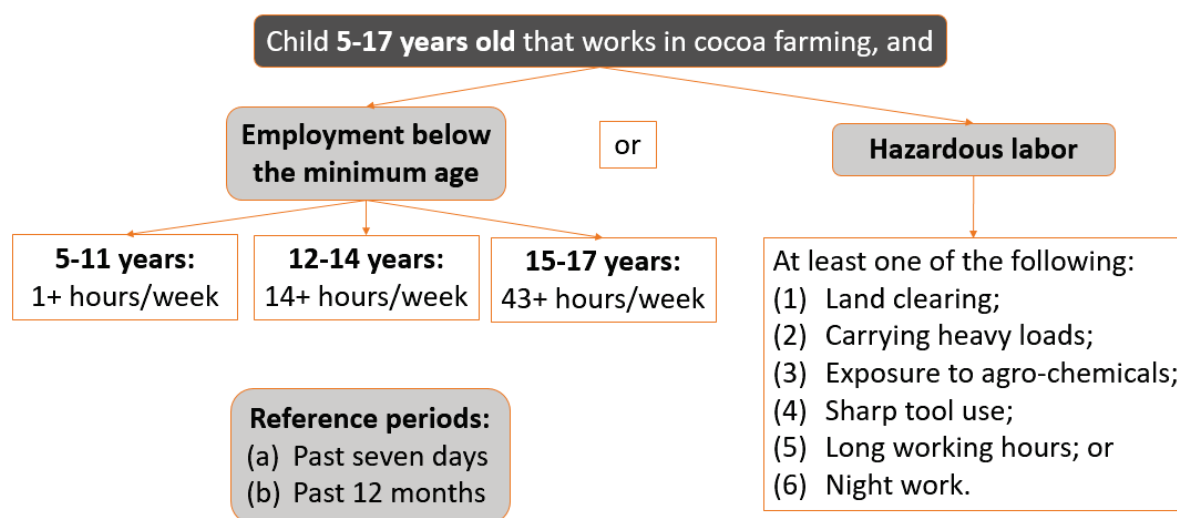 Child 5-17 years old that works in cocoa farming, and
Employment below
the minimum age
or
Hazardous labor
5-11 years:
1+ hours/week
12-14 years:
14+ hours/week
15-17 years:
43+ hours/week
At least one of the following:
(1) Land clearing;
(2) Carrying heavy loads;
(3) Exposure to agro-chemicals;
(4) Sharp tool use;
(5) Long working hours; or
(6) Night work.
Reference periods:
(a) Past seven days
(b) Past 12 months